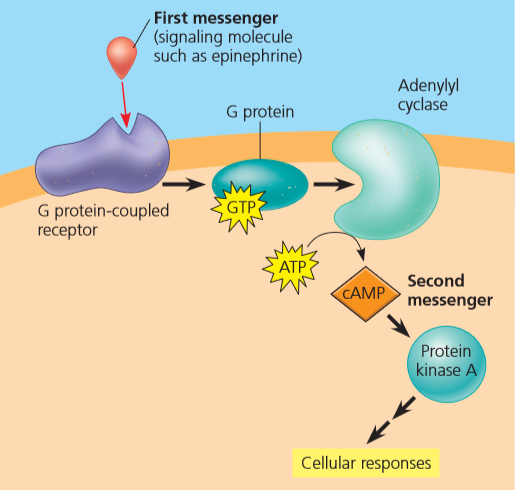 First messenger
(signaling molecule
such as epinephrine)
Adenylyl
cyclase
G protein
G protein-coupled
receptor
GTP
ATP
cAMP
Second
messenger
Protein
kinase A
Cellular responses